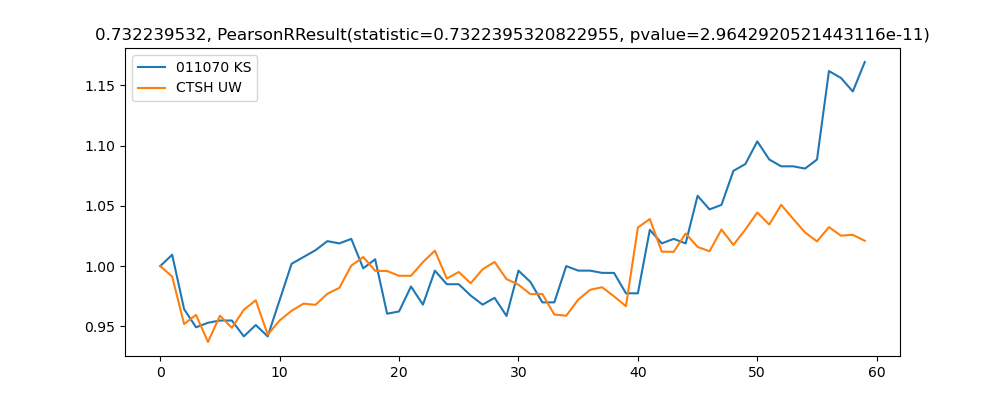 0.732239532, PearsonRResult(statistic=0.7322395320822955, pvalue=2.9642920521443116e-11)
011070 KS
CTSH UW
1.15
1.10
1.05
1.00
0.95
0 10 20 30 40 50 60